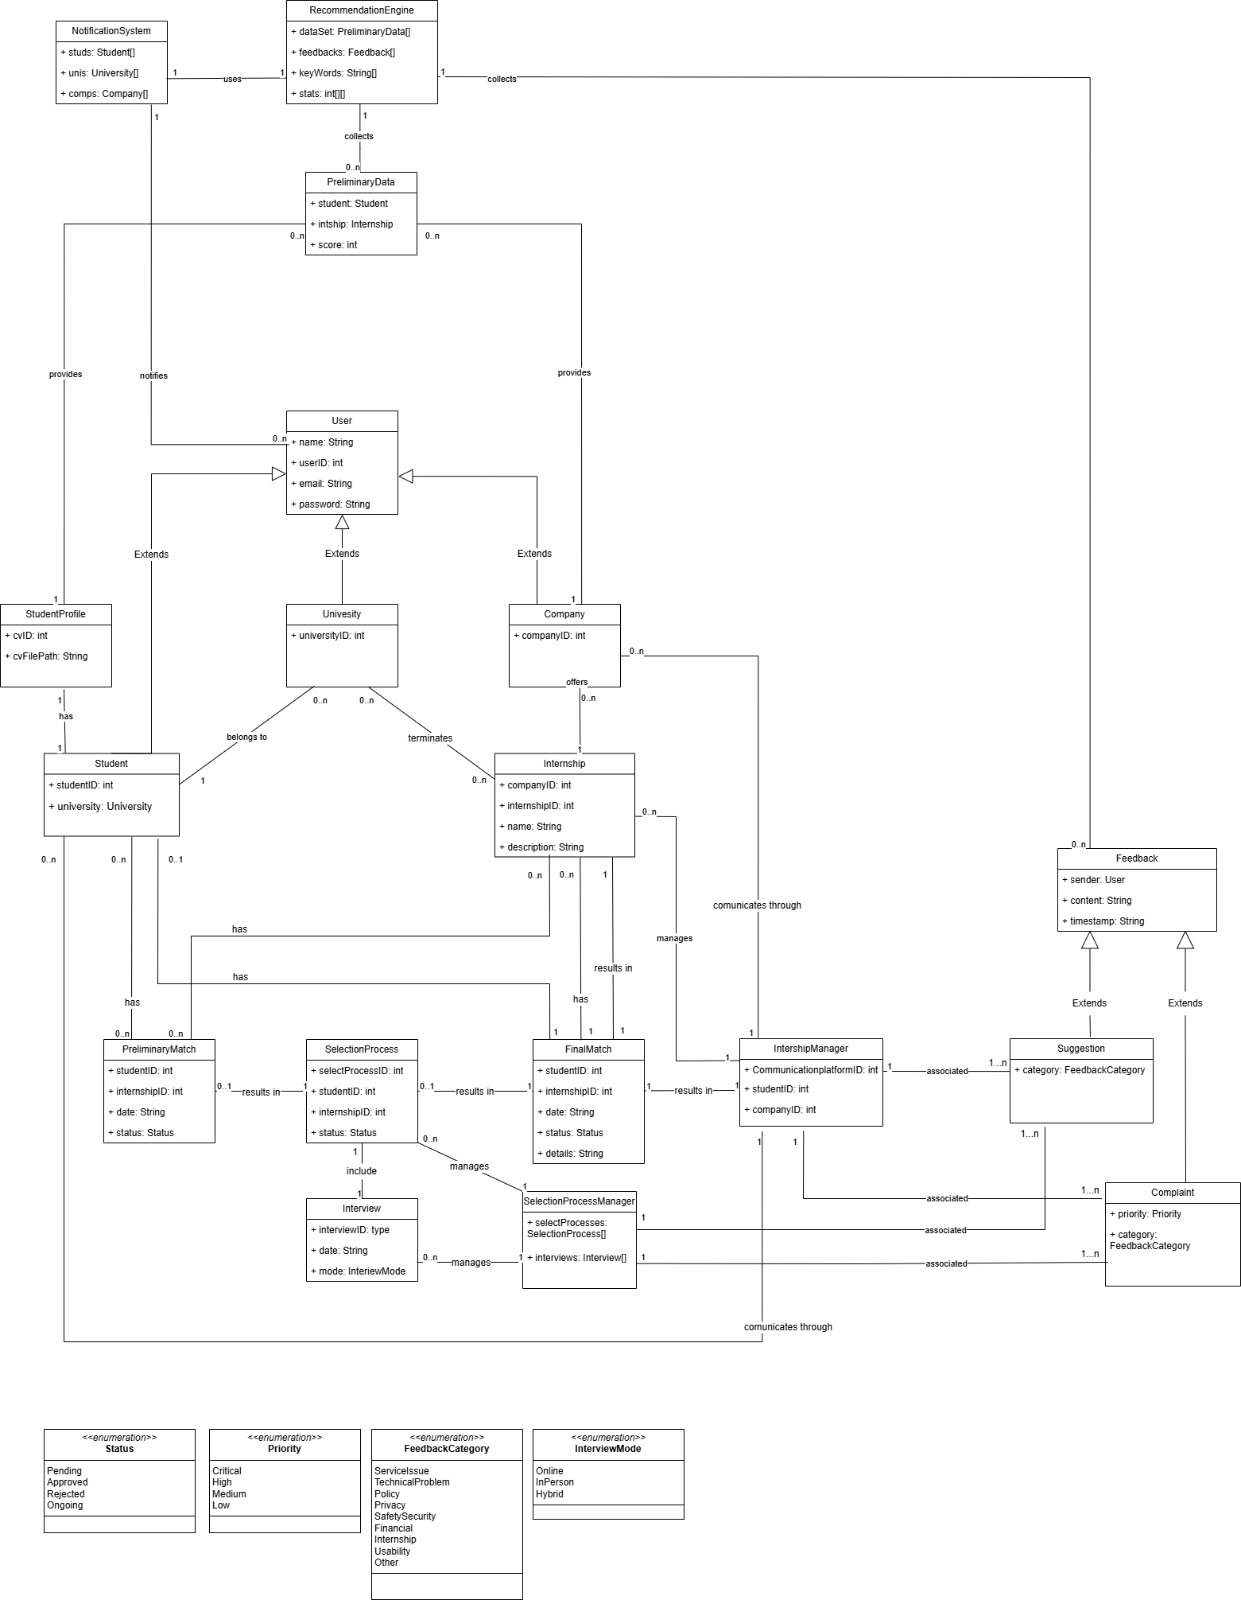 RecommendationEngine
+ dataSet: PreliminaryData[]
+ feedbacks: Feedback[]
+ keyWords: String[]
+ stats: int[][]
NotificationSystem
+ studs: Student[]
+ unis: University[]
+ comps: Company[]
1
uses
1
1
collects
1
1
collects
0..n
PreliminaryData
+ student: Student
+ intship: Internship
+ score: int
0..n
0..n
provides
notifies
provides
0..n
User
+ name: String
+ userID: int
+ email: String
+ password: String
Extends
Extends
Extends
1
StudentProfile
+ cvID: int
+ cvFilePath: String
Univesity
+ universityID: int
1
Company
+ companyID: int
0..n
offers
0..n
1
has
1
0..n
0..n
belongs to
1
terminates
0..n
1
Student
+ studentID: int
+ university: University
Internship
+ companyID: int
+ internshipID: int
+ name: String
+ description: String
0..n
0..n
0..n
0..1
0..n
0..n
1
comunicates through
manages
has
has
results in
has
0..n
Feedback
+ sender: User
+ content: String
+ timestamp: String
Extends
Extends
0..n
0..n
1
1
1
1
1
PreliminaryMatch
+ studentID: int
+ internshipID: int
+ date: String
+ status: Status
0..1
results in
1
SelectionProcess
+ selectProcessID: int
+ studentID: int
+ internshipID: int
+ status: Status
0..1
results in
1
FinalMatch
+ studentID: int
+ internshipID: int
+ date: String
+ status: Status
+ details: String
1
results in
1
IntershipManager
+ CommunicationplatformID: int
+ studentID: int
+ companyID: int
1
associated
1...n
Suggestion
+ category: FeedbackCategory
1...n
1
1
0..n
manages
1
1
include
1
Interview
+ interviewID: type
+ date: String
+ mode: InteriewMode
0..n
manages
1
SelectionProcessManager
+ selectProcesses:
SelectionProcess[]
+ interviews: Interview[]
1
associated
1
associated
1...n
associated
1...n
Complaint
+ priority: Priority
+ category:
FeedbackCategory
comunicates through
<<enumeration>>
Status
Pending
Approved
Rejected
Ongoing
<<enumeration>>
Priority
Critical
High
Medium
Low
<<enumeration>>
FeedbackCategory
ServiceIssue
TechnicalProblem
Policy
Privacy
SafetySecurity
Financial
Internship
Usability
Other
<<enumeration>>
InterviewMode
Online
InPerson
Hybrid